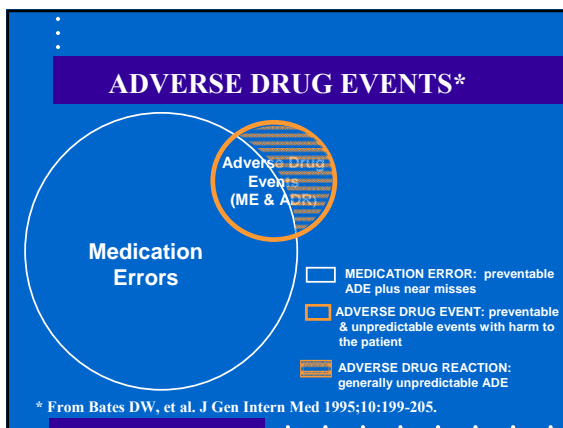 ADVERSE DRUG EVENTS*
Adverse Drug
Events
(ME & ADR)
Medication
Errors
MEDICATION ERROR: preventable
ADE plus near misses
ADVERSE DRUG EVENT: preventable
& unpredictable events with harm to
the patient
ADVERSE DRUG REACTION:
generally unpredictable ADE
* From Bates DW, et al. J Gen Intern Med 1995;10:199-205.